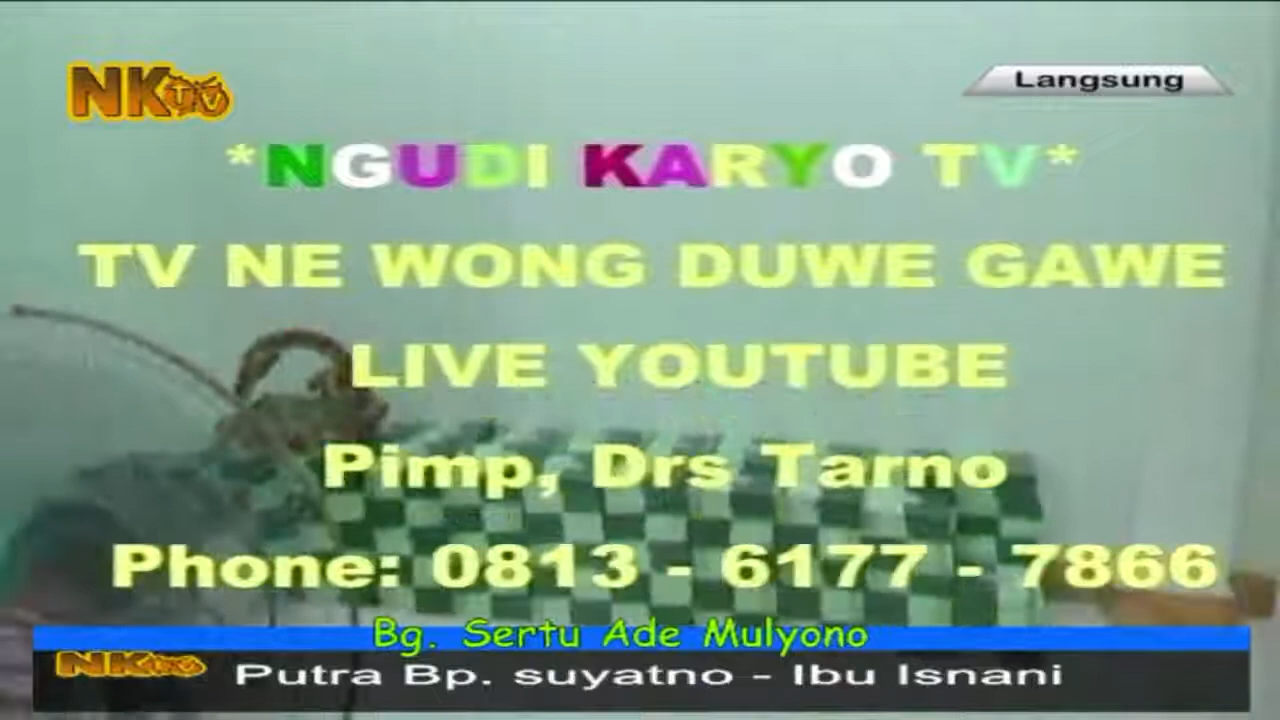 NKTV
Langsung
*NGUDI KARYO TV*
TV NE WONG DUWE GAWE
LIVE YOUTUBE
Pimp, Drs Tarno
Phone: 0813 - 6177 - 7866
Bg. Sertu Ade Mulyono
NKTV
Putra Bp. suyatno - Ibu Isnani